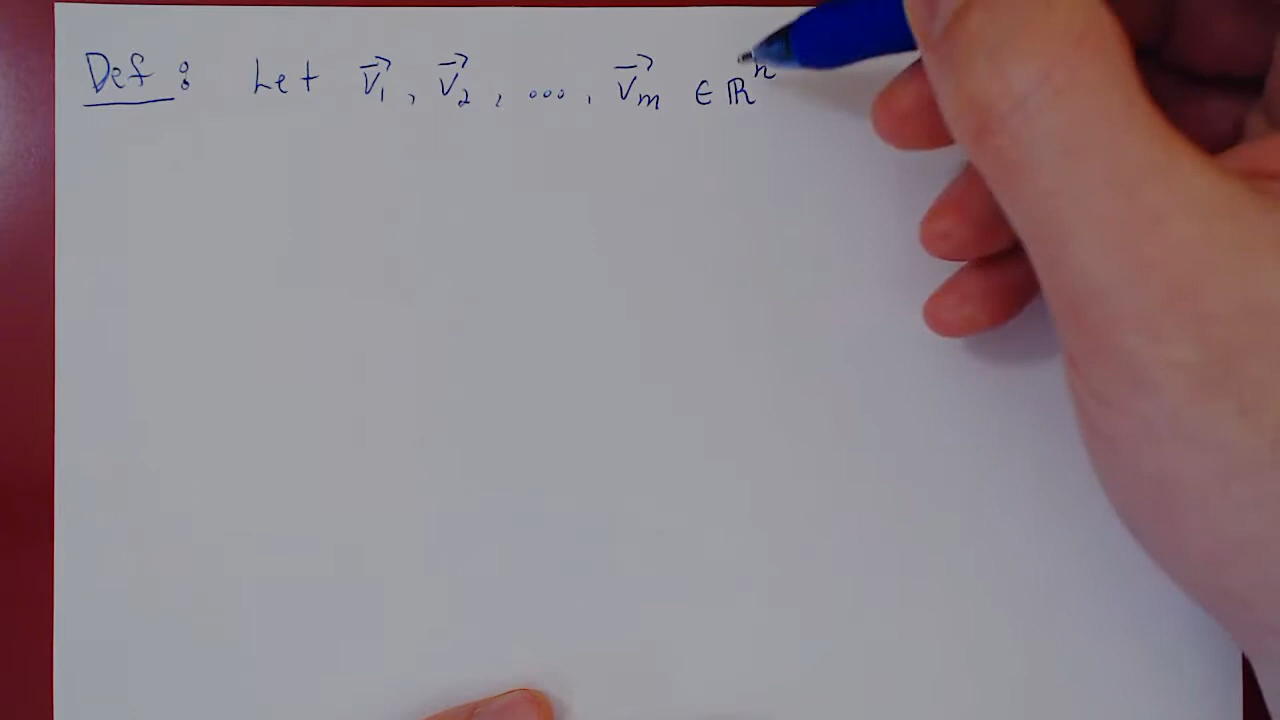 Def : Let v⃗₁, v⃗₂, ..., v⃗ₘ ∈ ℝⁿ